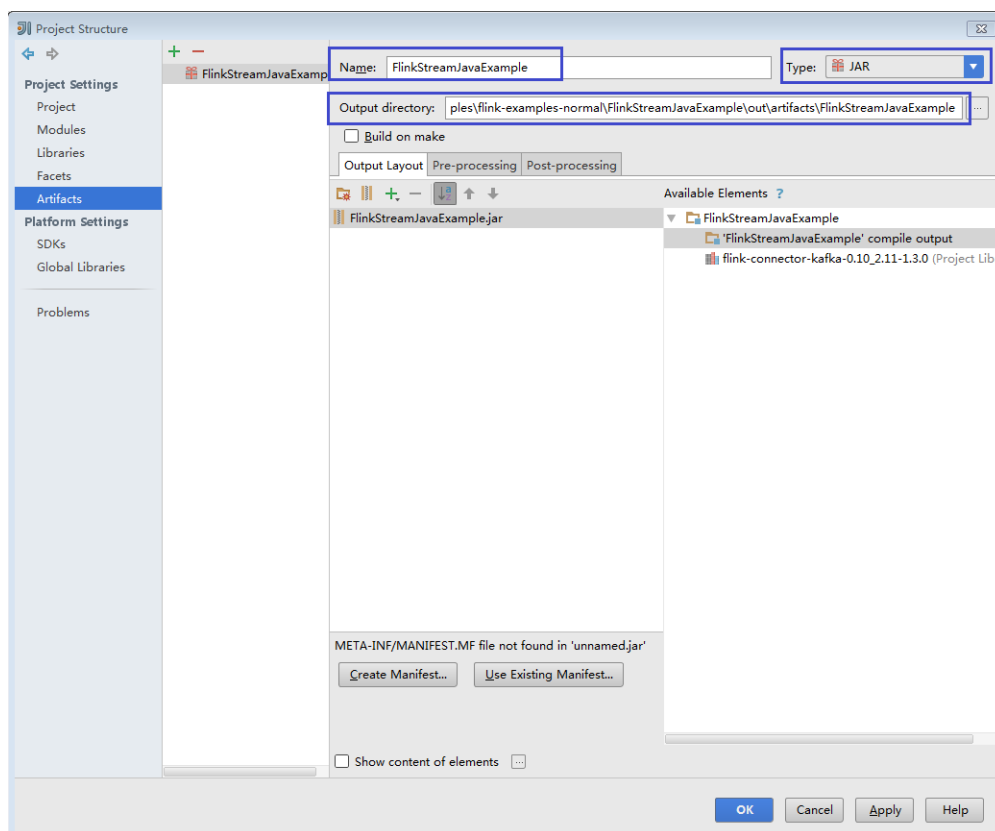 Project Structure
Project Settings
Project
Modules
Libraries
Facets
Artifacts
Platform Settings
SDKs
Global Libraries
Problems
FlinkStreamJavaExamp
Name: FlinkStreamJavaExample
Type: JAR
Output directory: ples\flink-examples-normal\FlinkStreamJavaExample\out\artifacts\FlinkStreamJavaExample ...
Build on make
Output Layout Pre-processing Post-processing
Available Elements ?
FlinkStreamJavaExample.jar
FlinkStreamJavaExample
'FlinkStreamJavaExample' compile output
flink-connector-kafka-0.10_2.11-1.3.0 (Project Lib
META-INF/MANIFEST.MF file not found in 'unnamed.jar'
Create Manifest... Use Existing Manifest...
Show content of elements ...
OK Cancel Apply Help